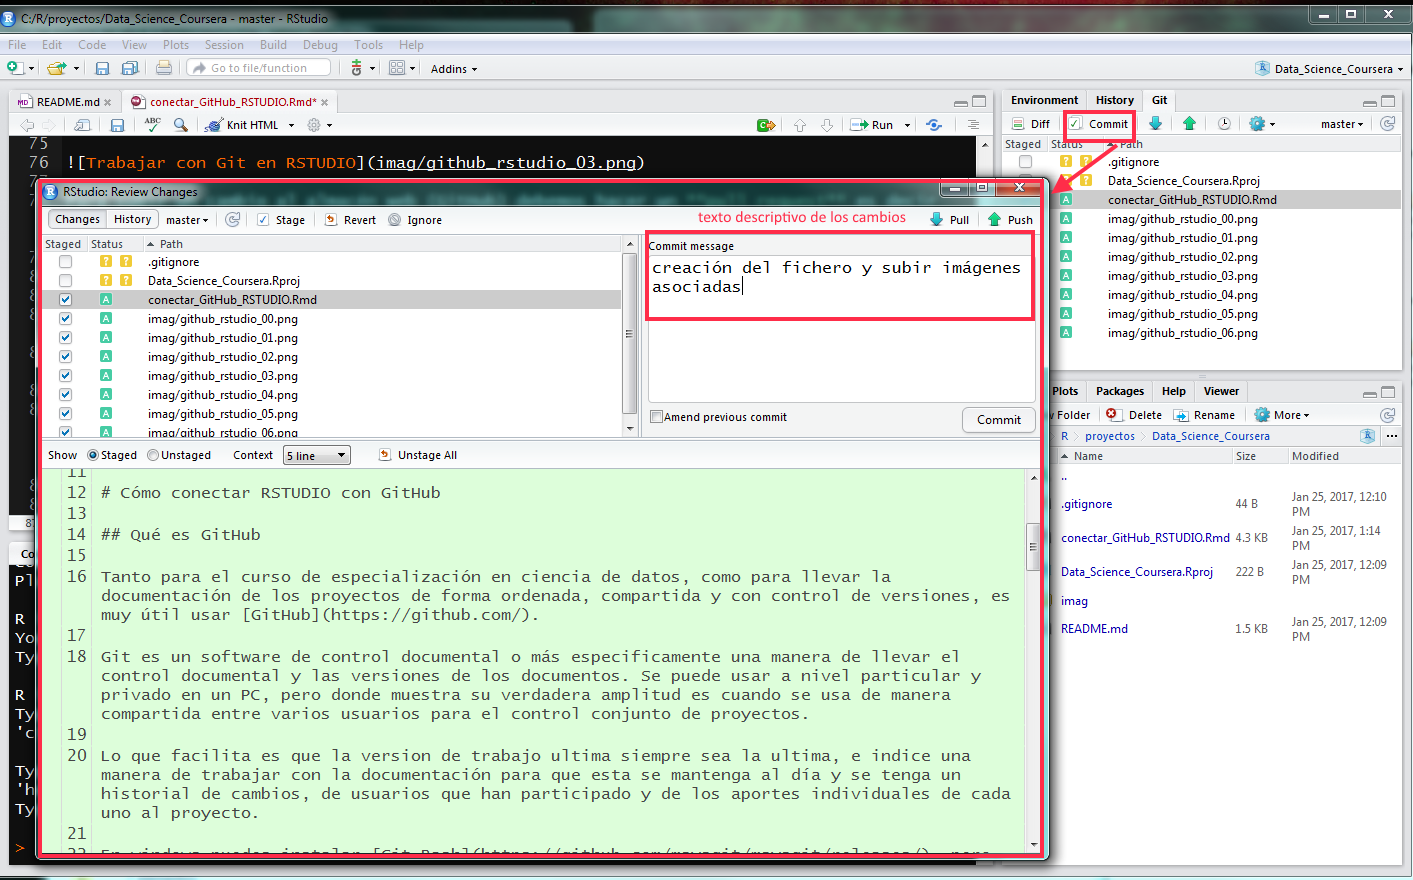 C:/R/proyectos/Data_Science_Coursera - master - RStudio
File Edit Code View Plots Session Build Debug Tools Help
Go to file/function Addins Data_Science_Coursera
README.md conectar_GitHub_RSTUDIO.Rmd*
ABC Knit HTML Run
75
76 ![Trabajar con Git en RSTUDIO](imag/github_rstudio_03.png)
Environment History Git
Diff Commit master
Staged Status Path
.gitignore
Data_Science_Coursera.Rproj
A conectar_GitHub_RSTUDIO.Rmd
A imag/github_rstudio_00.png
A imag/github_rstudio_01.png
A imag/github_rstudio_02.png
A imag/github_rstudio_03.png
A imag/github_rstudio_04.png
A imag/github_rstudio_05.png
A imag/github_rstudio_06.png
RStudio: Review Changes
Changes History master Stage Revert Ignore
texto descriptivo de los cambios
Pull Push
Staged Status Path
? ? .gitignore
? ? Data_Science_Coursera.Rproj
A conectar_GitHub_RSTUDIO.Rmd
A imag/github_rstudio_00.png
A imag/github_rstudio_01.png
A imag/github_rstudio_02.png
A imag/github_rstudio_03.png
A imag/github_rstudio_04.png
A imag/github_rstudio_05.png
A imag/github_rstudio_06.png
Commit message
creación del fichero y subir imágenes
asociadas
Amend previous commit Commit
Show Staged Unstaged Context 5 line Unstage All
11
12 # Cómo conectar RSTUDIO con GitHub
13
14 ## Qué es GitHub
15
16 Tanto para el curso de especialización en ciencia de datos, como para llevar la
documentación de los proyectos de forma ordenada, compartida y con control de versiones, es
muy útil usar [GitHub](https://github.com/).
17
18 Git es un software de control documental o más especificamente una manera de llevar el
control documental y las versiones de los documentos. Se puede usar a nivel particular y
privado en un PC, pero donde muestra su verdadera amplitud es cuando se usa de manera
compartida entre varios usuarios para el control conjunto de proyectos.
19
20 Lo que facilita es que la version de trabajo ultima siempre sea la ultima, e indice una
manera de trabajar con la documentación para que esta se mantenga al día y se tenga un
historial de cambios, de usuarios que han participado y de los aportes individuales de cada
uno al proyecto.
21
Plots Packages Help Viewer
Folder Delete Rename More
R proyectos Data_Science_Coursera
Name Size Modified
..
.gitignore 44 B Jan 25, 2017, 12:10
PM
conectar_GitHub_RSTUDIO.Rmd 4.3 KB Jan 25, 2017, 1:14
PM
Data_Science_Coursera.Rproj 222 B Jan 25, 2017, 12:09
PM
imag
README.md 1.5 KB Jan 25, 2017, 12:09
PM
Co
Pl
R
Yo
Ty
R
Ty
'c
Ty
'h
Ty
>